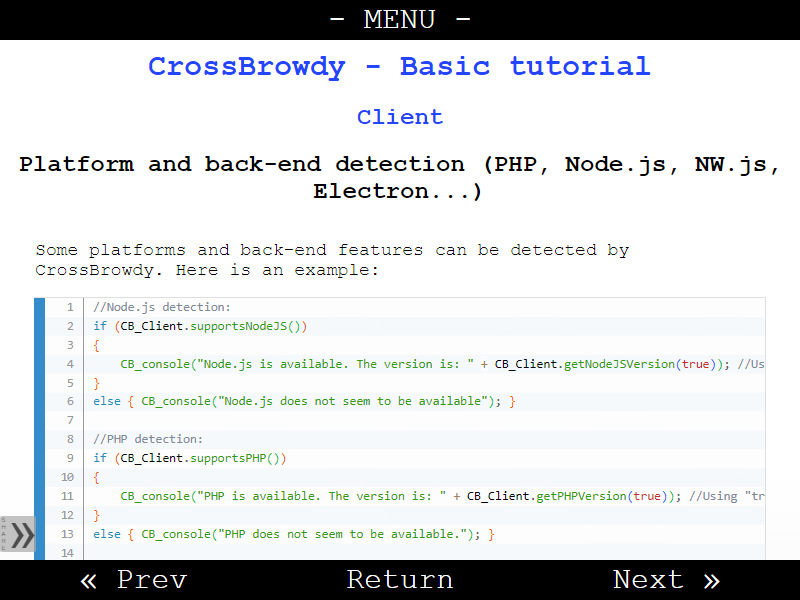 - MENU -
CrossBrowdy - Basic tutorial
Client
Platform and back-end detection (PHP, Node.js, NW.js,
Electron...)
Some platforms and back-end features can be detected by
CrossBrowdy. Here is an example:
1 //Node.js detection:
2 if (CB_Client.supportsNodeJS())
3 {
4 CB_console("Node.js is available. The version is: " + CB_Client.getNodeJSVersion(true)); //Us
5 }
6 else { CB_console("Node.js does not seem to be available"); }
7
8 //PHP detection:
9 if (CB_Client.supportsPHP())
10 {
11 CB_console("PHP is available. The version is: " + CB_Client.getPHPVersion(true)); //Using "tr
12 }
13 else { CB_console("PHP does not seem to be available."); }
14
SHARE »
« Prev Return Next »